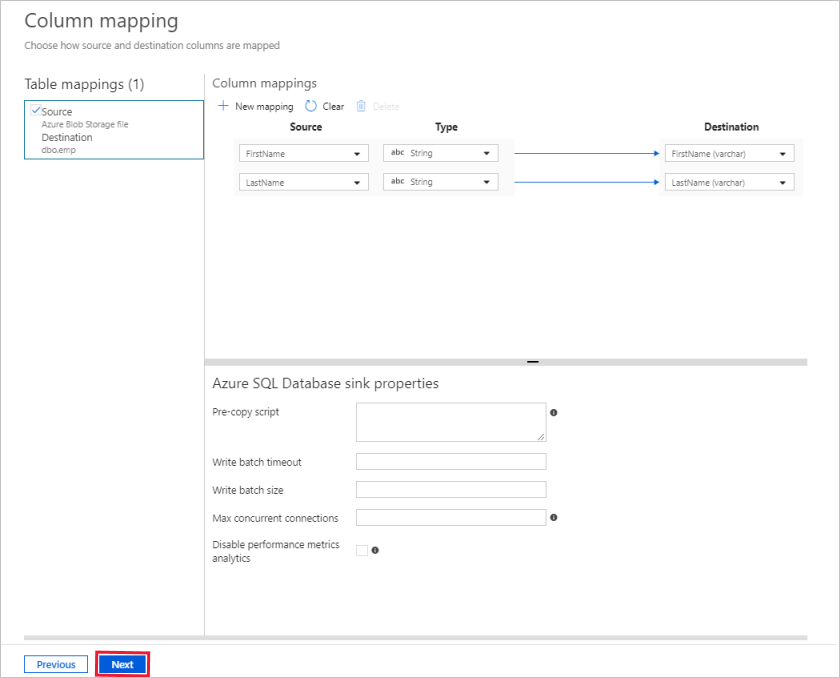 Column mapping
Choose how source and destination columns are mapped
Table mappings (1)
Source
Azure Blob Storage file
Destination
dbo.emp
Column mappings
New mapping Clear Delete
Source Type Destination
FirstName abc String FirstName (varchar)
LastName abc String LastName (varchar)
Azure SQL Database sink properties
Pre-copy script
Write batch timeout
Write batch size
Max concurrent connections
Disable performance metrics
analytics
Previous Next